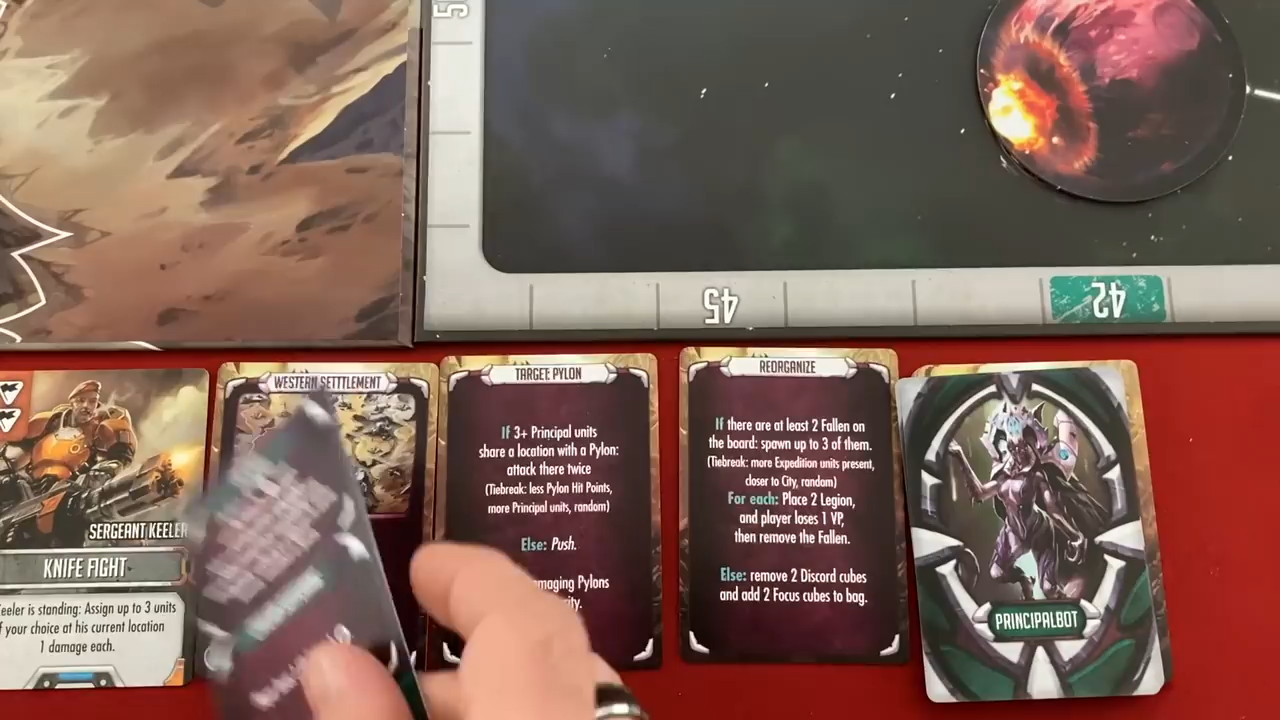 45
42
WESTERN SETTTLEMENT
TARGET PYLON
If 3+ Principal units
share a location with a Pylon:
attack there twice
(Tiebreak: less Pylon Hit Points,
more Principal units, random)
Else: Push.
Pylons
REORGANIZE
If there are at least 2 Fallen on
the board: spawn up to 3 of them.
(Tiebreak: more Expedition units present,
closer to City, random)
For each: Place 2 Legion,
and player loses 1 VP,
then remove the Fallen.
Else: remove 2 Discord cubes
and add 2 Focus cubes to bag.
PRINCIPALBOT
SERGEANT KEELER
KNIFE FIGHT
Keeler is standing: Assign up to 3 units
of your choice at his current location
1 damage each.